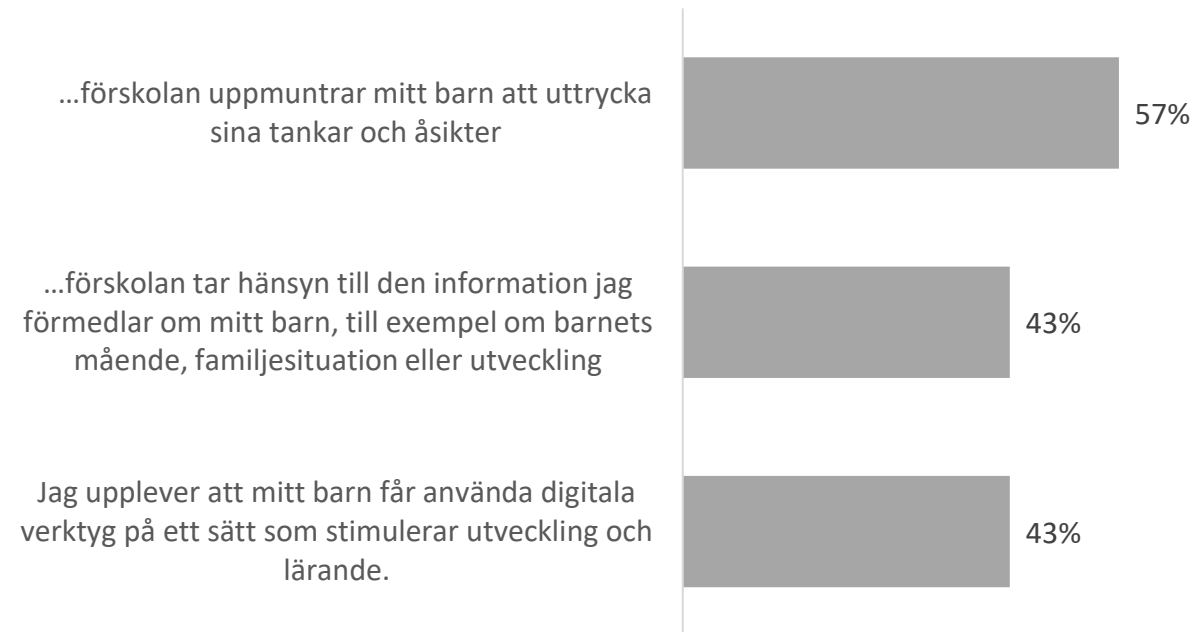 …förskolan uppmuntrar mitt barn att uttrycka
sina tankar och åsikter
57%
…förskolan tar hänsyn till den information jag
förmedlar om mitt barn, till exempel om barnets
mående, familjesituation eller utveckling
43%
Jag upplever att mitt barn får använda digitala
verktyg på ett sätt som stimulerar utveckling och
lärande.
43%